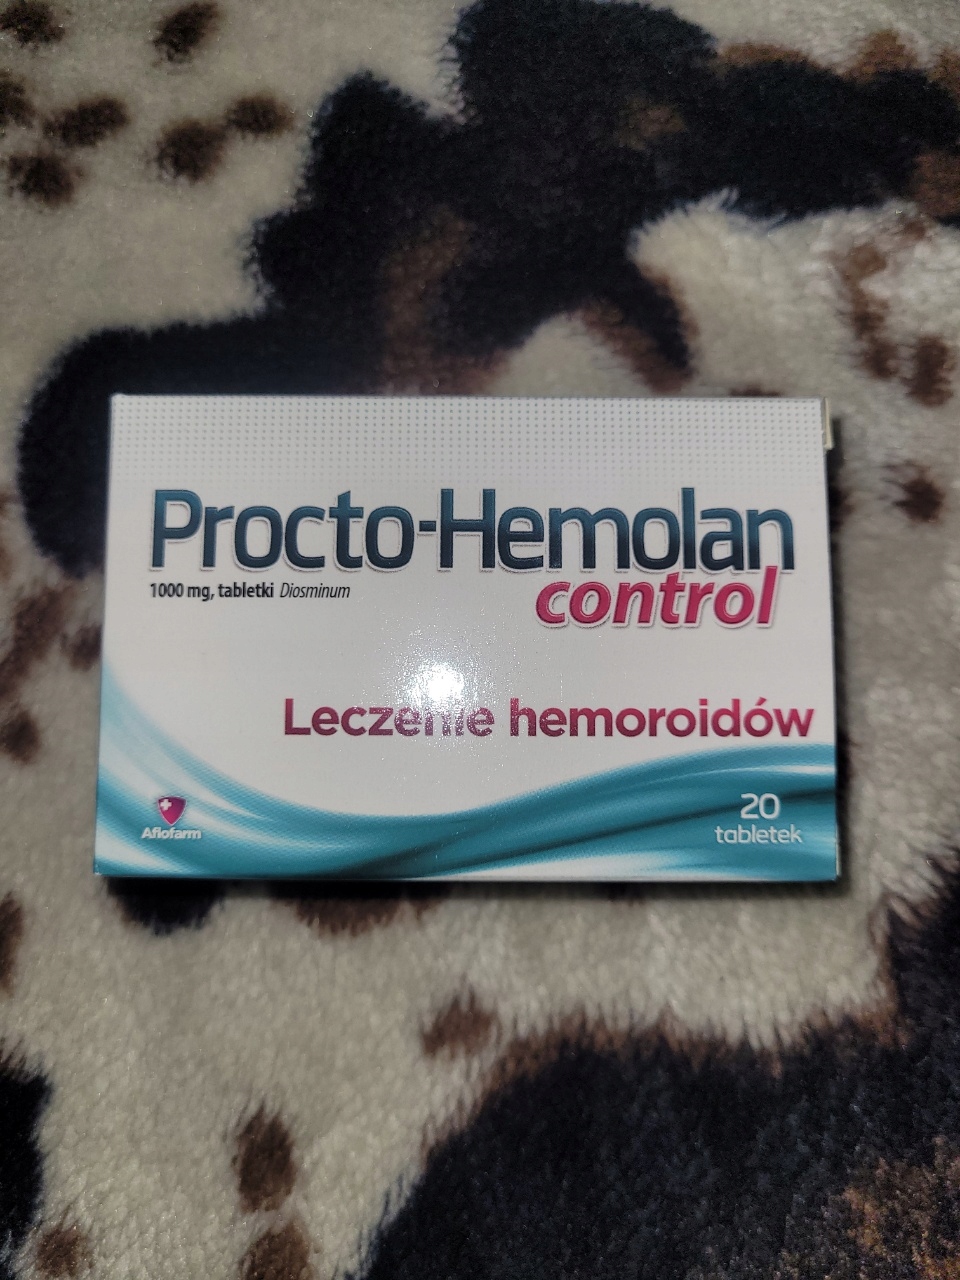 Procto-Hemolan
control
1000 mg, tabletki Diosminum
Leczenie hemoroidów
Aflofarm
20
tabletek